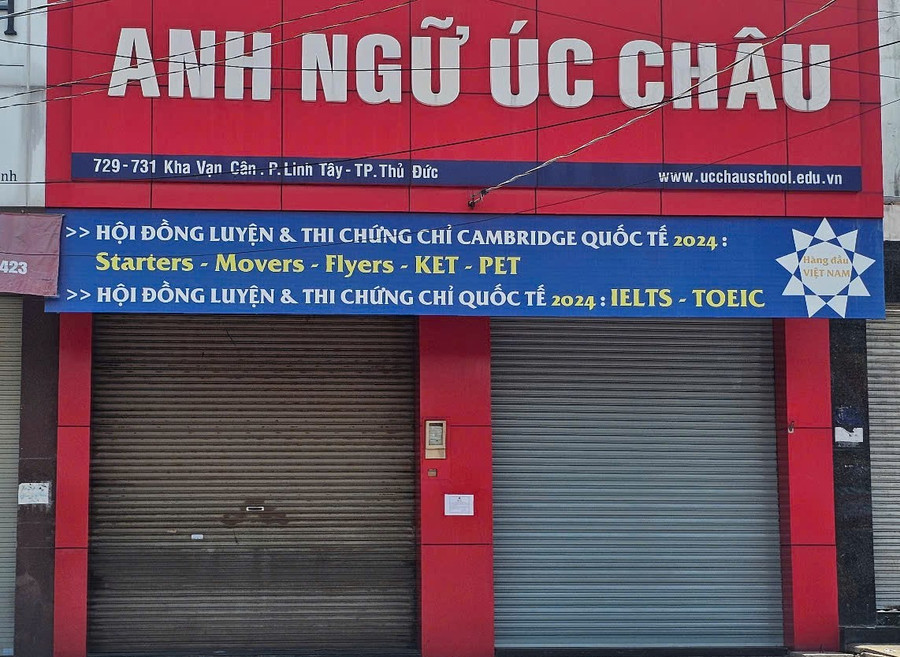 ANH NGỮ ÚC CHÂU
729-731 Kha Vạn Cân . P. Linh Tây - TP. Thủ Đức
www.ucchauschool.edu.vn
>> HỘI ĐỒNG LUYỆN & THI CHỨNG CHỈ CAMBRIDGE QUỐC TẾ 2024 :
Starters - Movers - Flyers - KET - PET
>> HỘI ĐỒNG LUYỆN & THI CHỨNG CHỈ QUỐC TẾ 2024 : IELTS - TOEIC
Hàng đầu
VIỆT NAM
423
nh